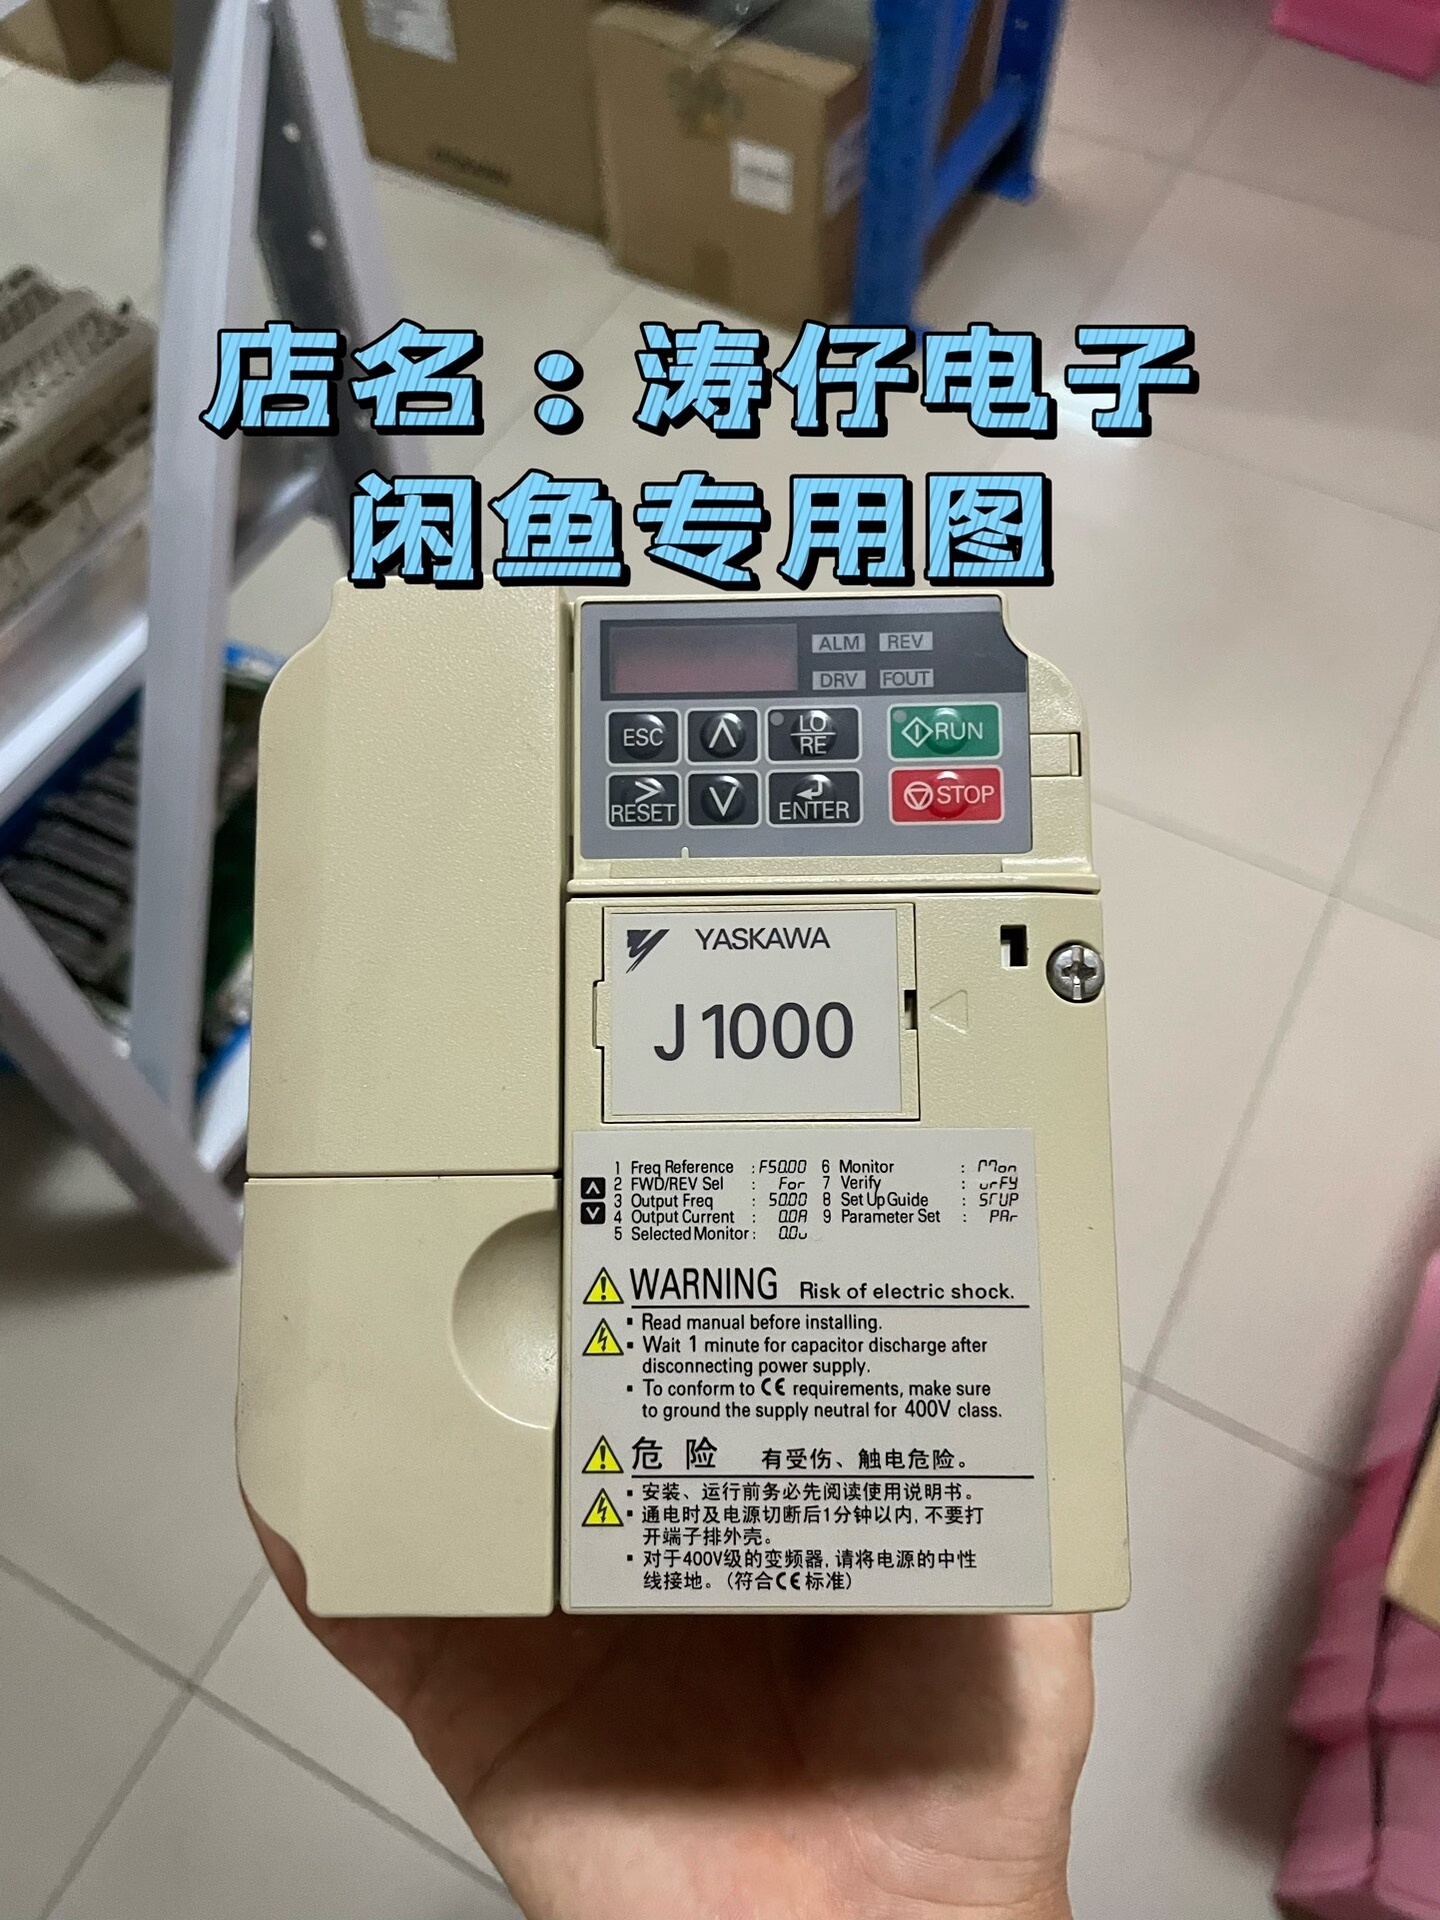 店名：涛仔电子
闲鱼专用图
ALM REV
DRV FOUT
ESC ∧ LO RE RUN
> RESET ∨ ENTER STOP
YASKAWA
J1000
1 Freq Reference : F50.00 6 Monitor : Mon
2 FWD/REV Sel : For 7 Verify : vrFy
3 Output Freq : 50.00 8 Set Up Guide : STUP
4 Output Current : 0.0A 9 Parameter Set : PAr
5 Selected Monitor : 0.0u
WARNING Risk of electric shock.
▪ Read manual before installing.
▪ Wait 1 minute for capacitor discharge after
disconnecting power supply.
▪ To conform to CE requirements, make sure
to ground the supply neutral for 400V class.
危 险 有受伤、触电危险。
▪ 安装、运行前务必先阅读使用说明书。
▪ 通电时及电源切断后1分钟以内, 不要打
开端子排外壳。
▪ 对于400V级的变频器, 请将电源的中性
线接地。(符合CE标准)